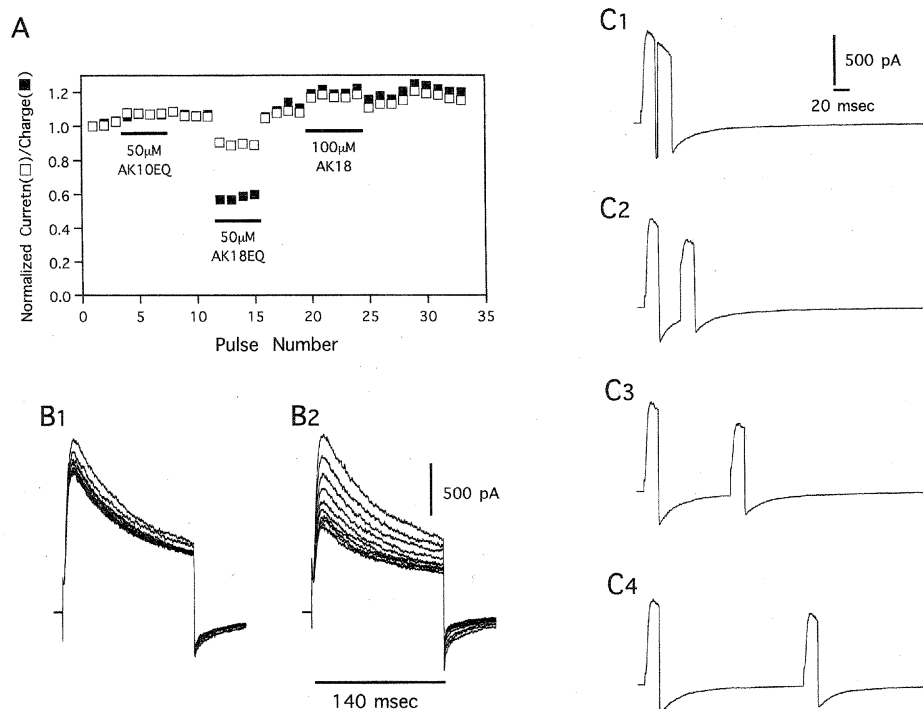 A
Normalized Curretn(□)/Charge(■)
1.2
1.0
0.8
0.6
0.4
0.2
0.0
50μM
AK10EQ
50μM
AK18EQ
100μM
AK18
0 5 10 15 20 25 30 35
Pulse Number
B1
B2
500 pA
140 msec
C1
500 pA
20 msec
C2
C3
C4